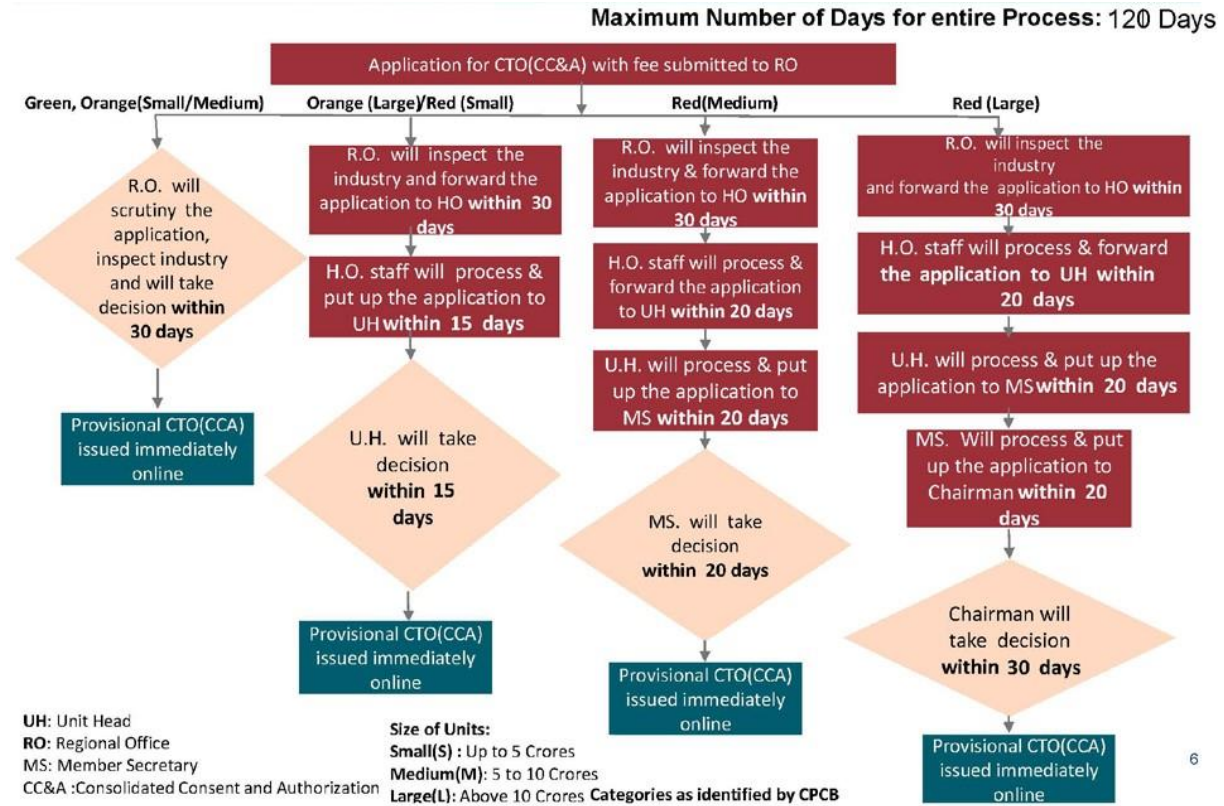 Maximum Number of Days for entire Process: 120 Days
Application for CTO(CC&A) with fee submitted to RO
Green, Orange(Small/Medium)
Orange (Large)/Red (Small)
Red(Medium)
Red (Large)
R.O. will
scrutiny the
application,
inspect industry
and will take
decision within
30 days
Provisional CTO(CCA)
issued immediately
online
R.O. will inspect the
industry and forward the
application to HO within 30
days
H.O. staff will process &
put up the application to
UH within 15 days
U.H. will take
decision
within 15
days
Provisional CTO(CCA)
issued immediately
online
R.O. will inspect the
industry & forward the
application to HO within
30 days
H.O. staff will process &
forward the application
to UH within 20 days
U.H. will process & put
up the application to
MS within 20 days
MS. will take
decision
within 20 days
Provisional CTO(CCA)
issued immediately
online
R.O. will inspect the
industry
and forward the application to HO within
30 days
H.O. staff will process & forward
the application to UH within
20 days
U.H. will process & put up the
application to MS within 20 days
MS. Will process & put
up the application to
Chairman within 20
days
Chairman will
take decision
within 30 days
Provisional CTO(CCA)
issued immediately
online
UH: Unit Head
RO: Regional Office
MS: Member Secretary
CC&A :Consolidated Consent and Authorization
Size of Units:
Small(S) : Up to 5 Crores
Medium(M): 5 to 10 Crores
Large(L): Above 10 Crores Categories as identified by CPCB
6